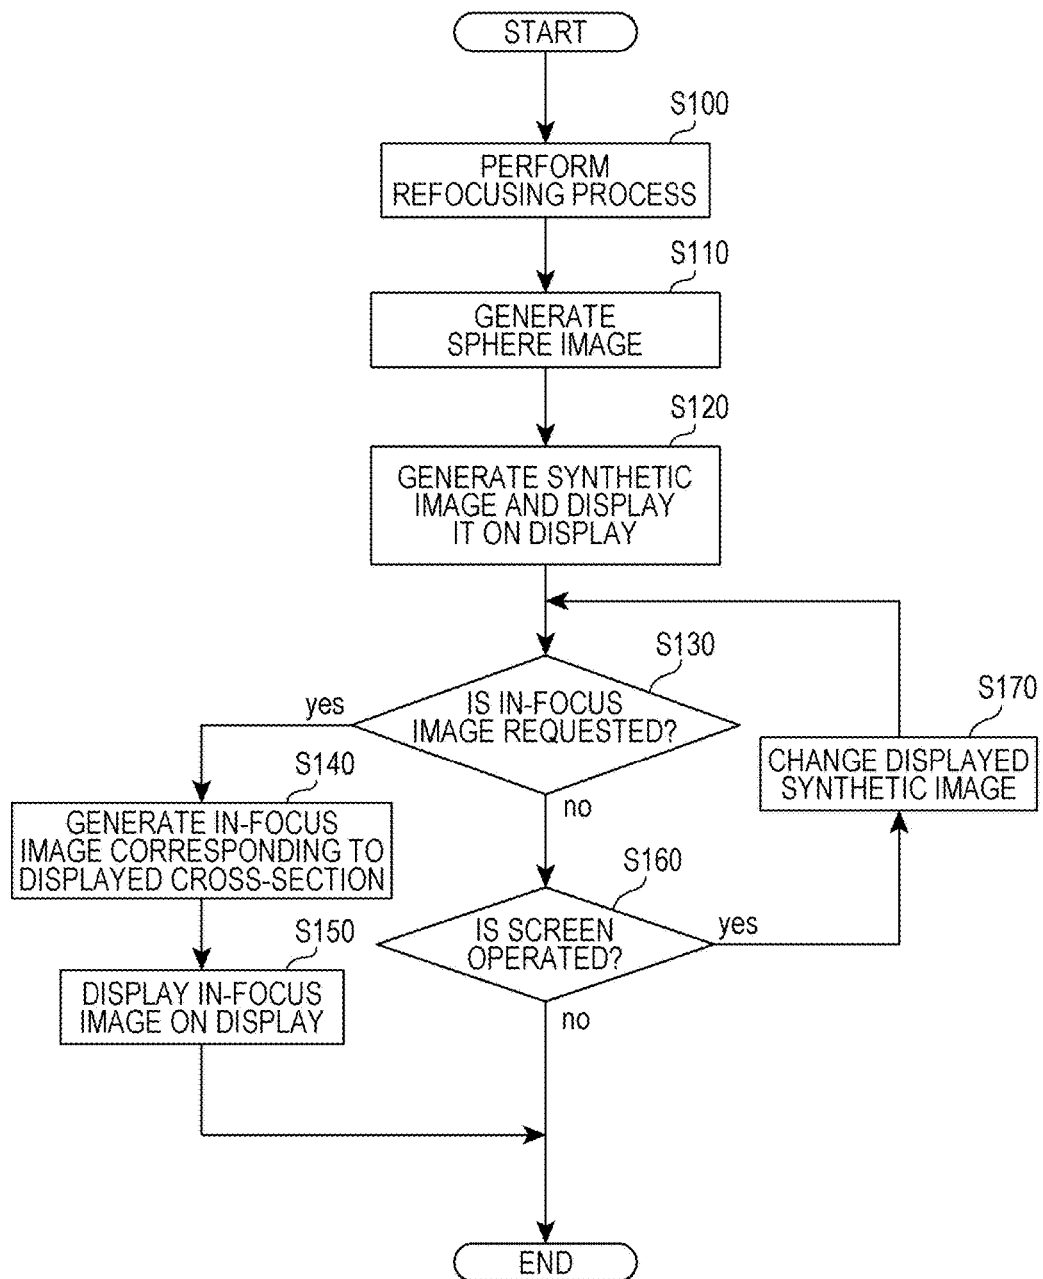 START
S100
PERFORM
REFOCUSING PROCESS
S110
GENERATE
SPHERE IMAGE
S120
GENERATE SYNTHETIC
IMAGE AND DISPLAY
IT ON DISPLAY
S130
IS IN-FOCUS
IMAGE REQUESTED?
yes
no
S140
GENERATE IN-FOCUS
IMAGE CORRESPONDING TO
DISPLAYED CROSS-SECTION
S150
DISPLAY IN-FOCUS
IMAGE ON DISPLAY
S160
IS SCREEN
OPERATED?
yes
no
S170
CHANGE DISPLAYED
SYNTHETIC IMAGE
END